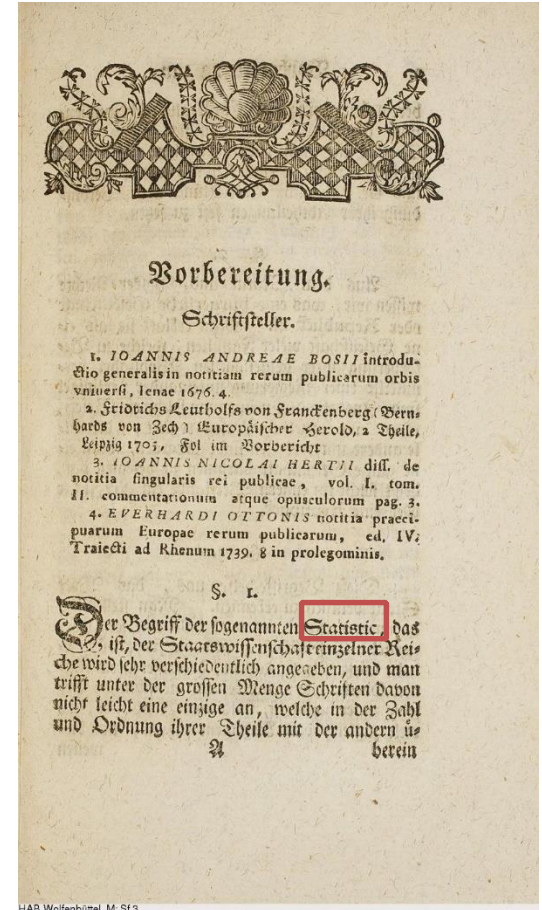 Vorbereitung.
Schriftsteller.
1. IOANNIS ANDREAE BOSII introdu-
ctio generalis in notitiam rerum publicarum orbis
vniuersi, Ienae 1676. 4.
2. Fridrichs Leutholfs von Franckenberg (Bern-
hards von Zech) Europäischer Herold, 2 Theile,
Leipzig 1705, Fol im Vorbericht
3. IOANNIS NICOLAI HERTII diss. de
notitia singularis rei publicae, vol. I. tom.
II. commentationum atque opusculorum pag. 3.
4. EVERHARDI OTTONIS notitia praeci-
puarum Europae rerum publicarum, ed. IV.
Traiecti ad Rhenum 1739. 8 in prolegominis.
§. 1.
Der Begriff der sogenannten Statistic, das
ist, der Staatswissenschaft einzelner Rei-
che wird sehr verschiedentlich angegeben, und man
trifft unter der grossen Menge Schriften davon
nicht leicht eine einzige an, welche in der Zahl
und Ordnung ihrer Theile mit der andern ü-
A berein
HAB Wolfenbüttel, M: Sf 3